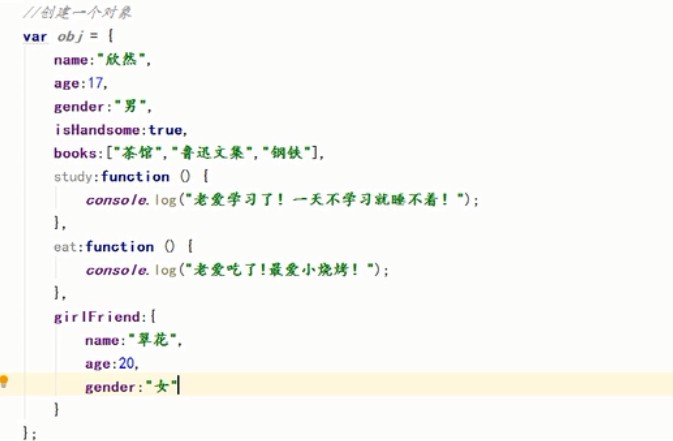 //创建一个对象
var obj = {
name:"欣然",
age:17,
gender:"男",
isHandsome:true,
books:["茶馆","鲁迅文集","钢铁"],
study:function () {
console.log("老爱学习了！一天不学习就睡不着！");
},
eat:function () {
console.log("老爱吃了!最爱小烧烤！");
},
girlFriend:{
name:"翠花",
age:20,
gender:"女"
}
};